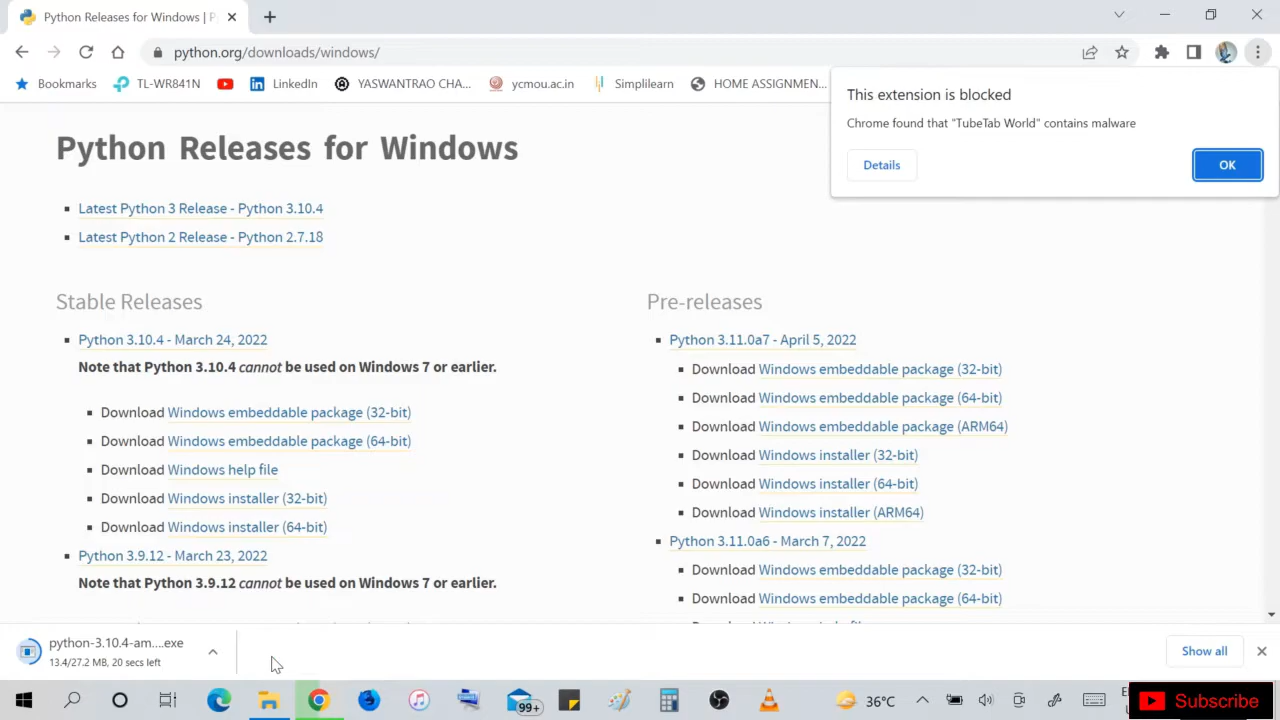 Python Releases for Windows | P
python.org/downloads/windows/
Bookmarks
TL-WR841N
LinkedIn
YASWANTRAO CHA...
ycmou.ac.in
Simplilearn
HOME ASSIGNMEN...
This extension is blocked
Chrome found that "TubeTab World" contains malware
Details
OK
Python Releases for Windows
Latest Python 3 Release - Python 3.10.4
Latest Python 2 Release - Python 2.7.18
Stable Releases
Python 3.10.4 - March 24, 2022
Note that Python 3.10.4 cannot be used on Windows 7 or earlier.
Download Windows embeddable package (32-bit)
Download Windows embeddable package (64-bit)
Download Windows help file
Download Windows installer (32-bit)
Download Windows installer (64-bit)
Python 3.9.12 - March 23, 2022
Note that Python 3.9.12 cannot be used on Windows 7 or earlier.
Pre-releases
Python 3.11.0a7 - April 5, 2022
Download Windows embeddable package (32-bit)
Download Windows embeddable package (64-bit)
Download Windows embeddable package (ARM64)
Download Windows installer (32-bit)
Download Windows installer (64-bit)
Download Windows installer (ARM64)
Python 3.11.0a6 - March 7, 2022
Download Windows embeddable package (32-bit)
Download Windows embeddable package (64-bit)
python-3.10.4-am....exe
13.4/27.2 MB, 20 secs left
Show all
99+
36°C
Subscribe